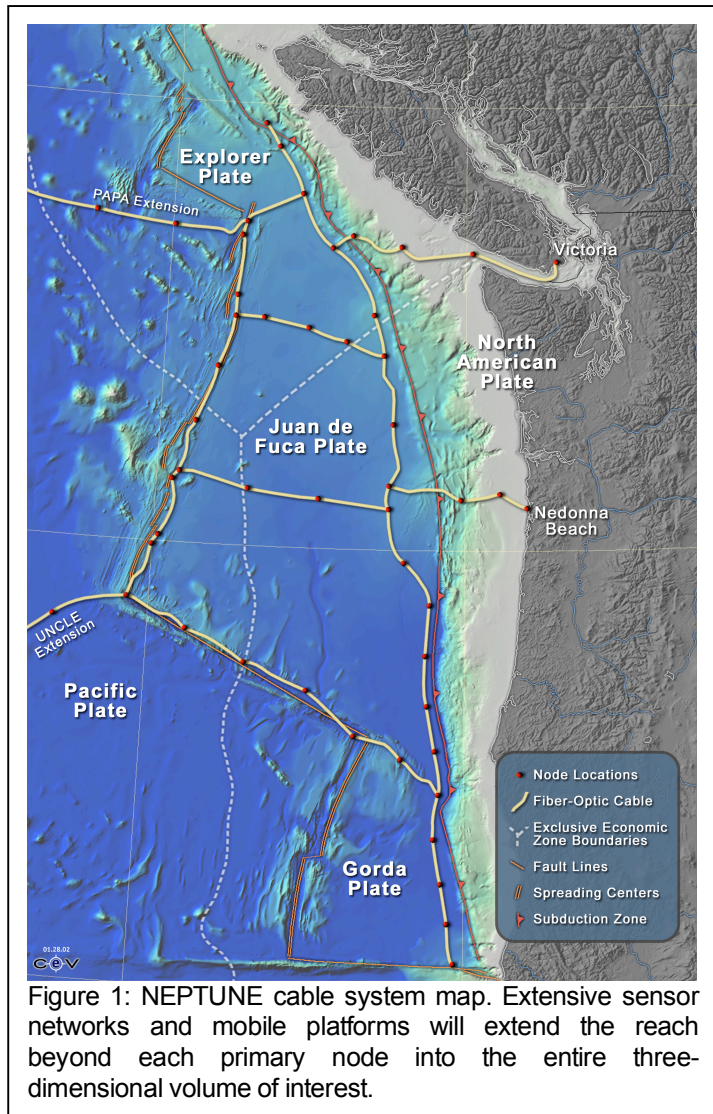 Explorer
Plate
PAPA Extension
Victoria
North
American
Plate
Juan de
Fuca Plate
Nedonna
Beach
UNCLE
Extension
Pacific
Plate
Gorda
Plate
Node Locations
Fiber-Optic Cable
Exclusive Economic
Zone Boundaries
Fault Lines
Spreading Centers
Subduction Zone
01.28.02
CeV
Figure 1: NEPTUNE cable system map. Extensive sensor
networks and mobile platforms will extend the reach
beyond each primary node into the entire three-
dimensional volume of interest.